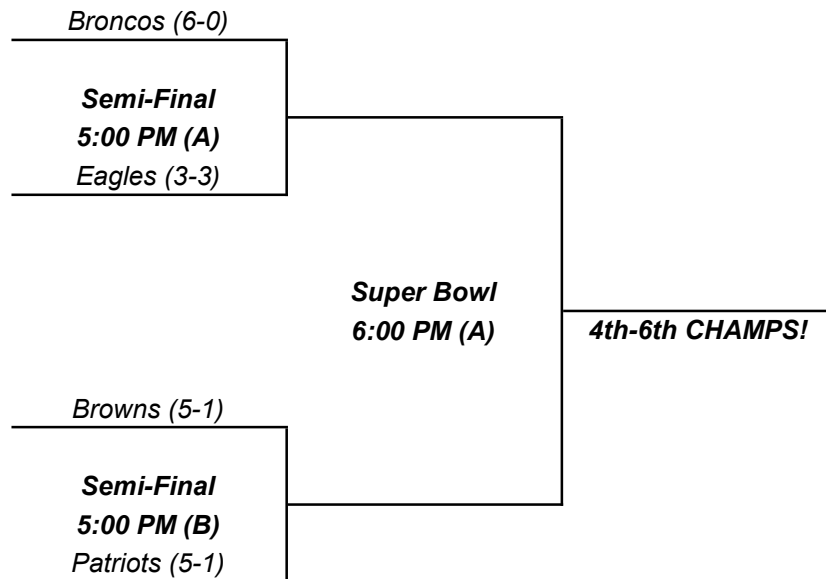 Broncos (6-0)
Semi-Final
5:00 PM (A)
Eagles (3-3)
Super Bowl
6:00 PM (A)
4th-6th CHAMPS!
Browns (5-1)
Semi-Final
5:00 PM (B)
Patriots (5-1)